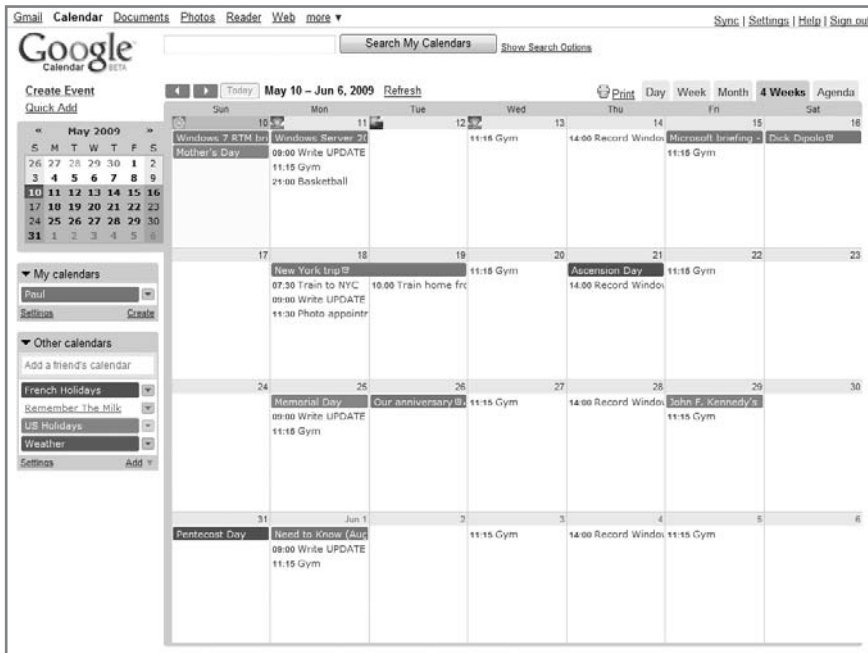 Gmail Calendar Documents Photos Reader Web more ▼
Sync | Settings | Help | Sign out
Google
Calendar BETA
Search My Calendars
Show Search Options
Create Event
Quick Add
Today
May 10 – Jun 6, 2009
Refresh
Print
Day
Week
Month
4 Weeks
Agenda
« May 2009 »
S M T W T F S
26 27 28 29 30 1 2
3 4 5 6 7 8 9
10 11 12 13 14 15 16
17 18 19 20 21 22 23
24 25 26 27 28 29 30
31 1 2 3 4 5 6
My calendars
Paul
Settings Create
Other calendars
Add a friend's calendar
French Holidays
Remember The Milk
US Holidays
Weather
Settings Add ▼
Sun Mon Tue Wed Thu Fri Sat
10 11 12 13 14 15 16
Windows 7 RTM bri
Windows Server 20
11:15 Gym
14:00 Record Window
Microsoft briefing -
Dick Dipolo
Mother's Day
09:00 Write UPDATE
11:15 Gym
11:15 Gym
21:00 Basketball
17 18 19 20 21 22 23
New York trip
11:15 Gym
Ascension Day
11:15 Gym
07:30 Train to NYC
10:00 Train home fro
14:00 Record Window
09:00 Write UPDATE
11:30 Photo appointr
24 25 26 27 28 29 30
Memorial Day
Our anniversary
11:15 Gym
14:00 Record Window
John F. Kennedy's
09:00 Write UPDATE
11:15 Gym
11:15 Gym
31 Jun 1 2 3 4 5 6
Pentecost Day
Need to Know (Aug
11:15 Gym
14:00 Record Window
11:15 Gym
09:00 Write UPDATE
11:15 Gym